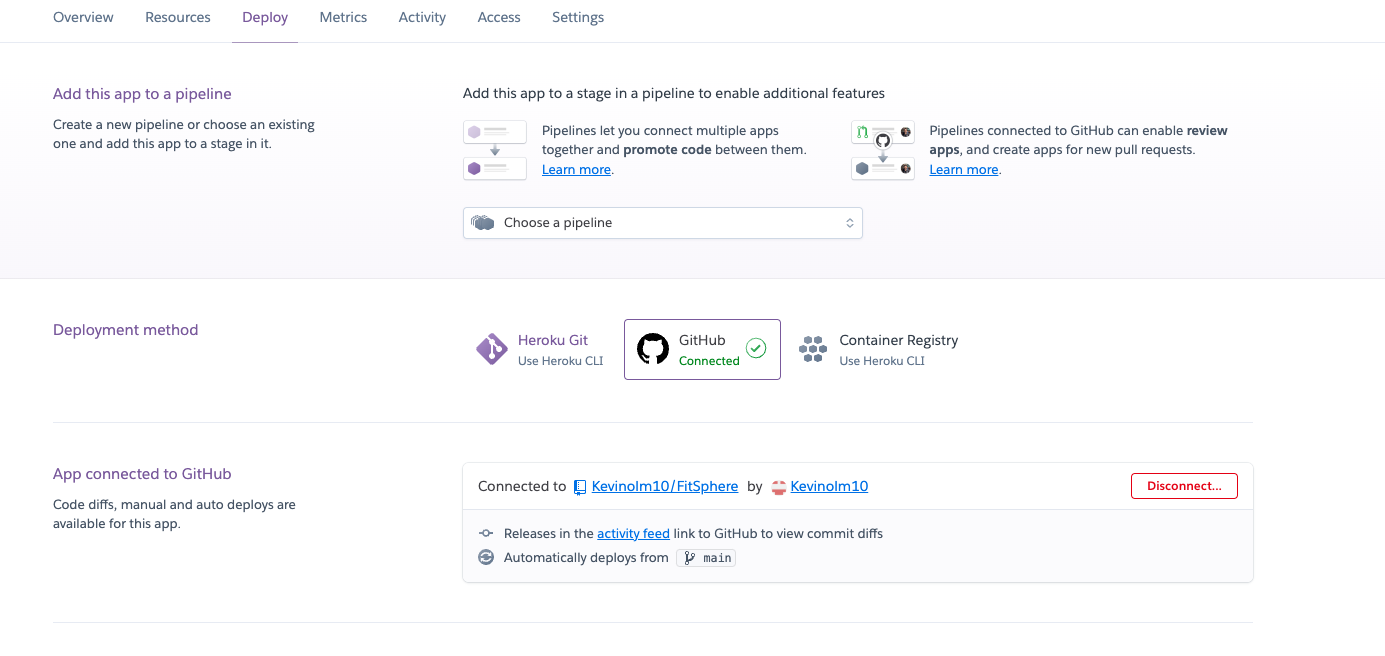 Overview Resources Deploy Metrics Activity Access Settings
Add this app to a pipeline
Create a new pipeline or choose an existing
one and add this app to a stage in it.
Add this app to a stage in a pipeline to enable additional features
Pipelines let you connect multiple apps
together and promote code between them.
Learn more.
Pipelines connected to GitHub can enable review
apps, and create apps for new pull requests.
Learn more.
Choose a pipeline
Deployment method
Heroku Git
Use Heroku CLI
GitHub
Connected
Container Registry
Use Heroku CLI
App connected to GitHub
Code diffs, manual and auto deploys are
available for this app.
Connected to Kevinolm10/FitSphere by Kevinolm10
Disconnect...
Releases in the activity feed link to GitHub to view commit diffs
Automatically deploys from main